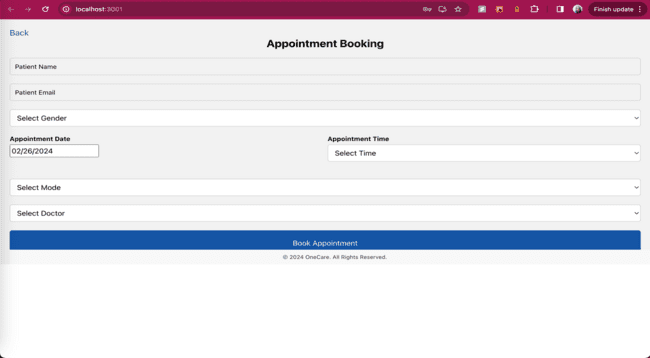 localhost:3001
Finish update
Back
Appointment Booking
Patient Name
Patient Email
Select Gender
Appointment Date
Appointment Time
02/26/2024
Select Time
Select Mode
Select Doctor
Book Appointment
© 2024 OneCare. All Rights Reserved.